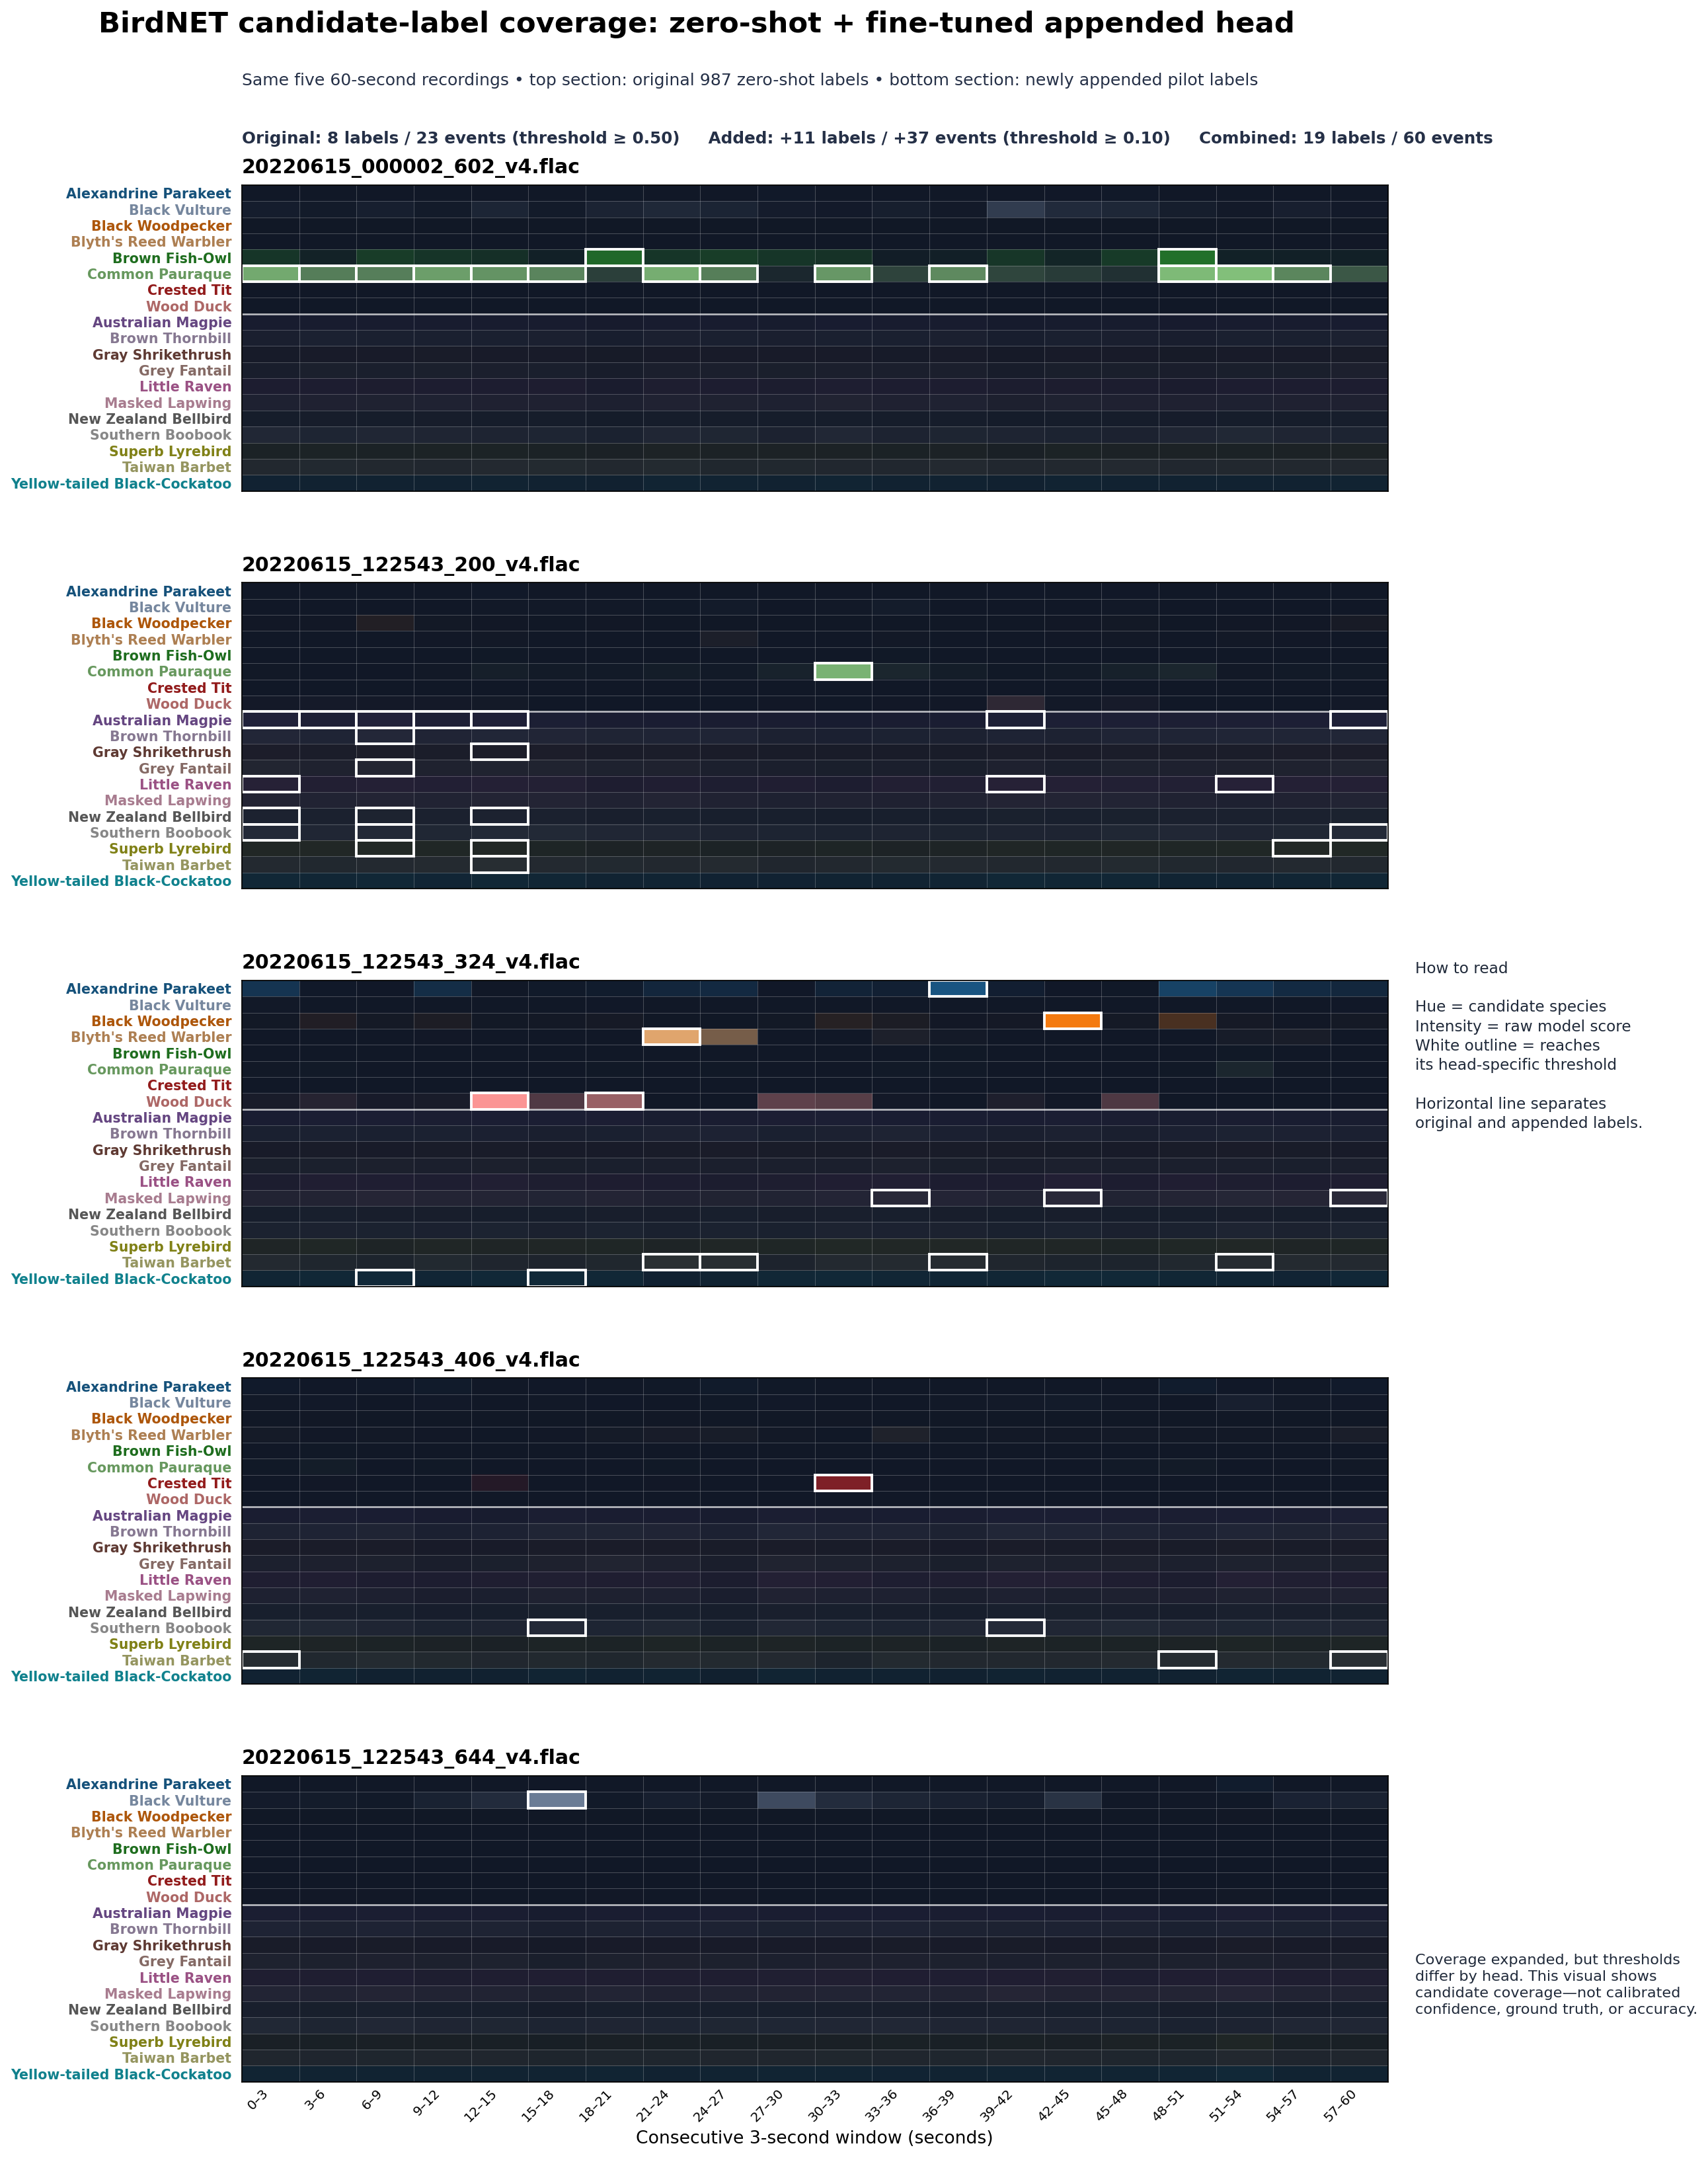 BirdNET candidate-label coverage: zero-shot + fine-tuned appended head
Same five 60-second recordings • top section: original 987 zero-shot labels • bottom section: newly appended pilot labels
Original: 8 labels / 23 events (threshold ≥ 0.50)     Added: +11 labels / +37 events (threshold ≥ 0.10)     Combined: 19 labels / 60 events
20220615_000002_602_v4.flac
Alexandrine Parakeet
Black Vulture
Black Woodpecker
Blyth's Reed Warbler
Brown Fish-Owl
Common Pauraque
Crested Tit
Wood Duck
Australian Magpie
Brown Thornbill
Gray Shrikethrush
Grey Fantail
Little Raven
Masked Lapwing
New Zealand Bellbird
Southern Boobook
Superb Lyrebird
Taiwan Barbet
Yellow-tailed Black-Cockatoo
20220615_122543_200_v4.flac
Alexandrine Parakeet
Black Vulture
Black Woodpecker
Blyth's Reed Warbler
Brown Fish-Owl
Common Pauraque
Crested Tit
Wood Duck
Australian Magpie
Brown Thornbill
Gray Shrikethrush
Grey Fantail
Little Raven
Masked Lapwing
New Zealand Bellbird
Southern Boobook
Superb Lyrebird
Taiwan Barbet
Yellow-tailed Black-Cockatoo
20220615_122543_324_v4.flac
Alexandrine Parakeet
Black Vulture
Black Woodpecker
Blyth's Reed Warbler
Brown Fish-Owl
Common Pauraque
Crested Tit
Wood Duck
Australian Magpie
Brown Thornbill
Gray Shrikethrush
Grey Fantail
Little Raven
Masked Lapwing
New Zealand Bellbird
Southern Boobook
Superb Lyrebird
Taiwan Barbet
Yellow-tailed Black-Cockatoo
How to read
Hue = candidate species
Intensity = raw model score
White outline = reaches
its head-specific threshold
Horizontal line separates
original and appended labels.
20220615_122543_406_v4.flac
Alexandrine Parakeet
Black Vulture
Black Woodpecker
Blyth's Reed Warbler
Brown Fish-Owl
Common Pauraque
Crested Tit
Wood Duck
Australian Magpie
Brown Thornbill
Gray Shrikethrush
Grey Fantail
Little Raven
Masked Lapwing
New Zealand Bellbird
Southern Boobook
Superb Lyrebird
Taiwan Barbet
Yellow-tailed Black-Cockatoo
20220615_122543_644_v4.flac
Alexandrine Parakeet
Black Vulture
Black Woodpecker
Blyth's Reed Warbler
Brown Fish-Owl
Common Pauraque
Crested Tit
Wood Duck
Australian Magpie
Brown Thornbill
Gray Shrikethrush
Grey Fantail
Little Raven
Masked Lapwing
New Zealand Bellbird
Southern Boobook
Superb Lyrebird
Taiwan Barbet
Yellow-tailed Black-Cockatoo
Coverage expanded, but thresholds
differ by head. This visual shows
candidate coverage—not calibrated
confidence, ground truth, or accuracy.
0–3
3–6
6–9
9–12
12–15
15–18
18–21
21–24
24–27
27–30
30–33
33–36
36–39
39–42
42–45
45–48
48–51
51–54
54–57
57–60
Consecutive 3-second window (seconds)